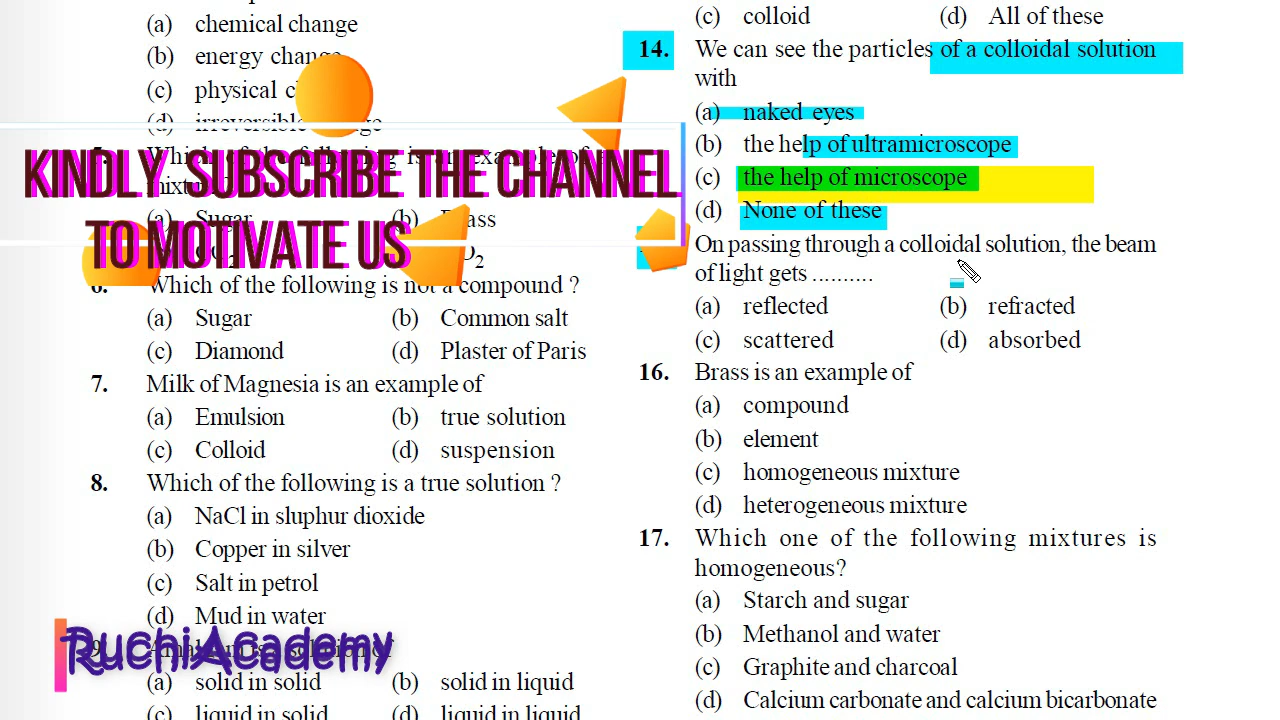 (a) chemical change
(b) energy change
(c) physical
(d) irreversible
KINDLY SUBSCRIBE THE CHANNEL
TO MOTIVATE US
(a) Sugar (b)
6. Which of the following is not a compound ?
(a) Sugar (b) Common salt
(c) Diamond (d) Plaster of Paris
7. Milk of Magnesia is an example of
(a) Emulsion (b) true solution
(c) Colloid (d) suspension
8. Which of the following is a true solution ?
(a) NaCl in sluphur dioxide
(b) Copper in silver
(c) Salt in petrol
(d) Mud in water
RuchiAcademy
(a) solid in solid (b) solid in liquid
(c) liquid in solid (d) liquid in liquid
(c) colloid (d) All of these
14. We can see the particles of a colloidal solution
with
(a) naked eyes
(b) the help of ultramicroscope
(c) the help of microscope
(d) None of these
On passing through a colloidal solution, the beam
of light gets ..........
(a) reflected (b) refracted
(c) scattered (d) absorbed
16. Brass is an example of
(a) compound
(b) element
(c) homogeneous mixture
(d) heterogeneous mixture
17. Which one of the following mixtures is
homogeneous?
(a) Starch and sugar
(b) Methanol and water
(c) Graphite and charcoal
(d) Calcium carbonate and calcium bicarbonate